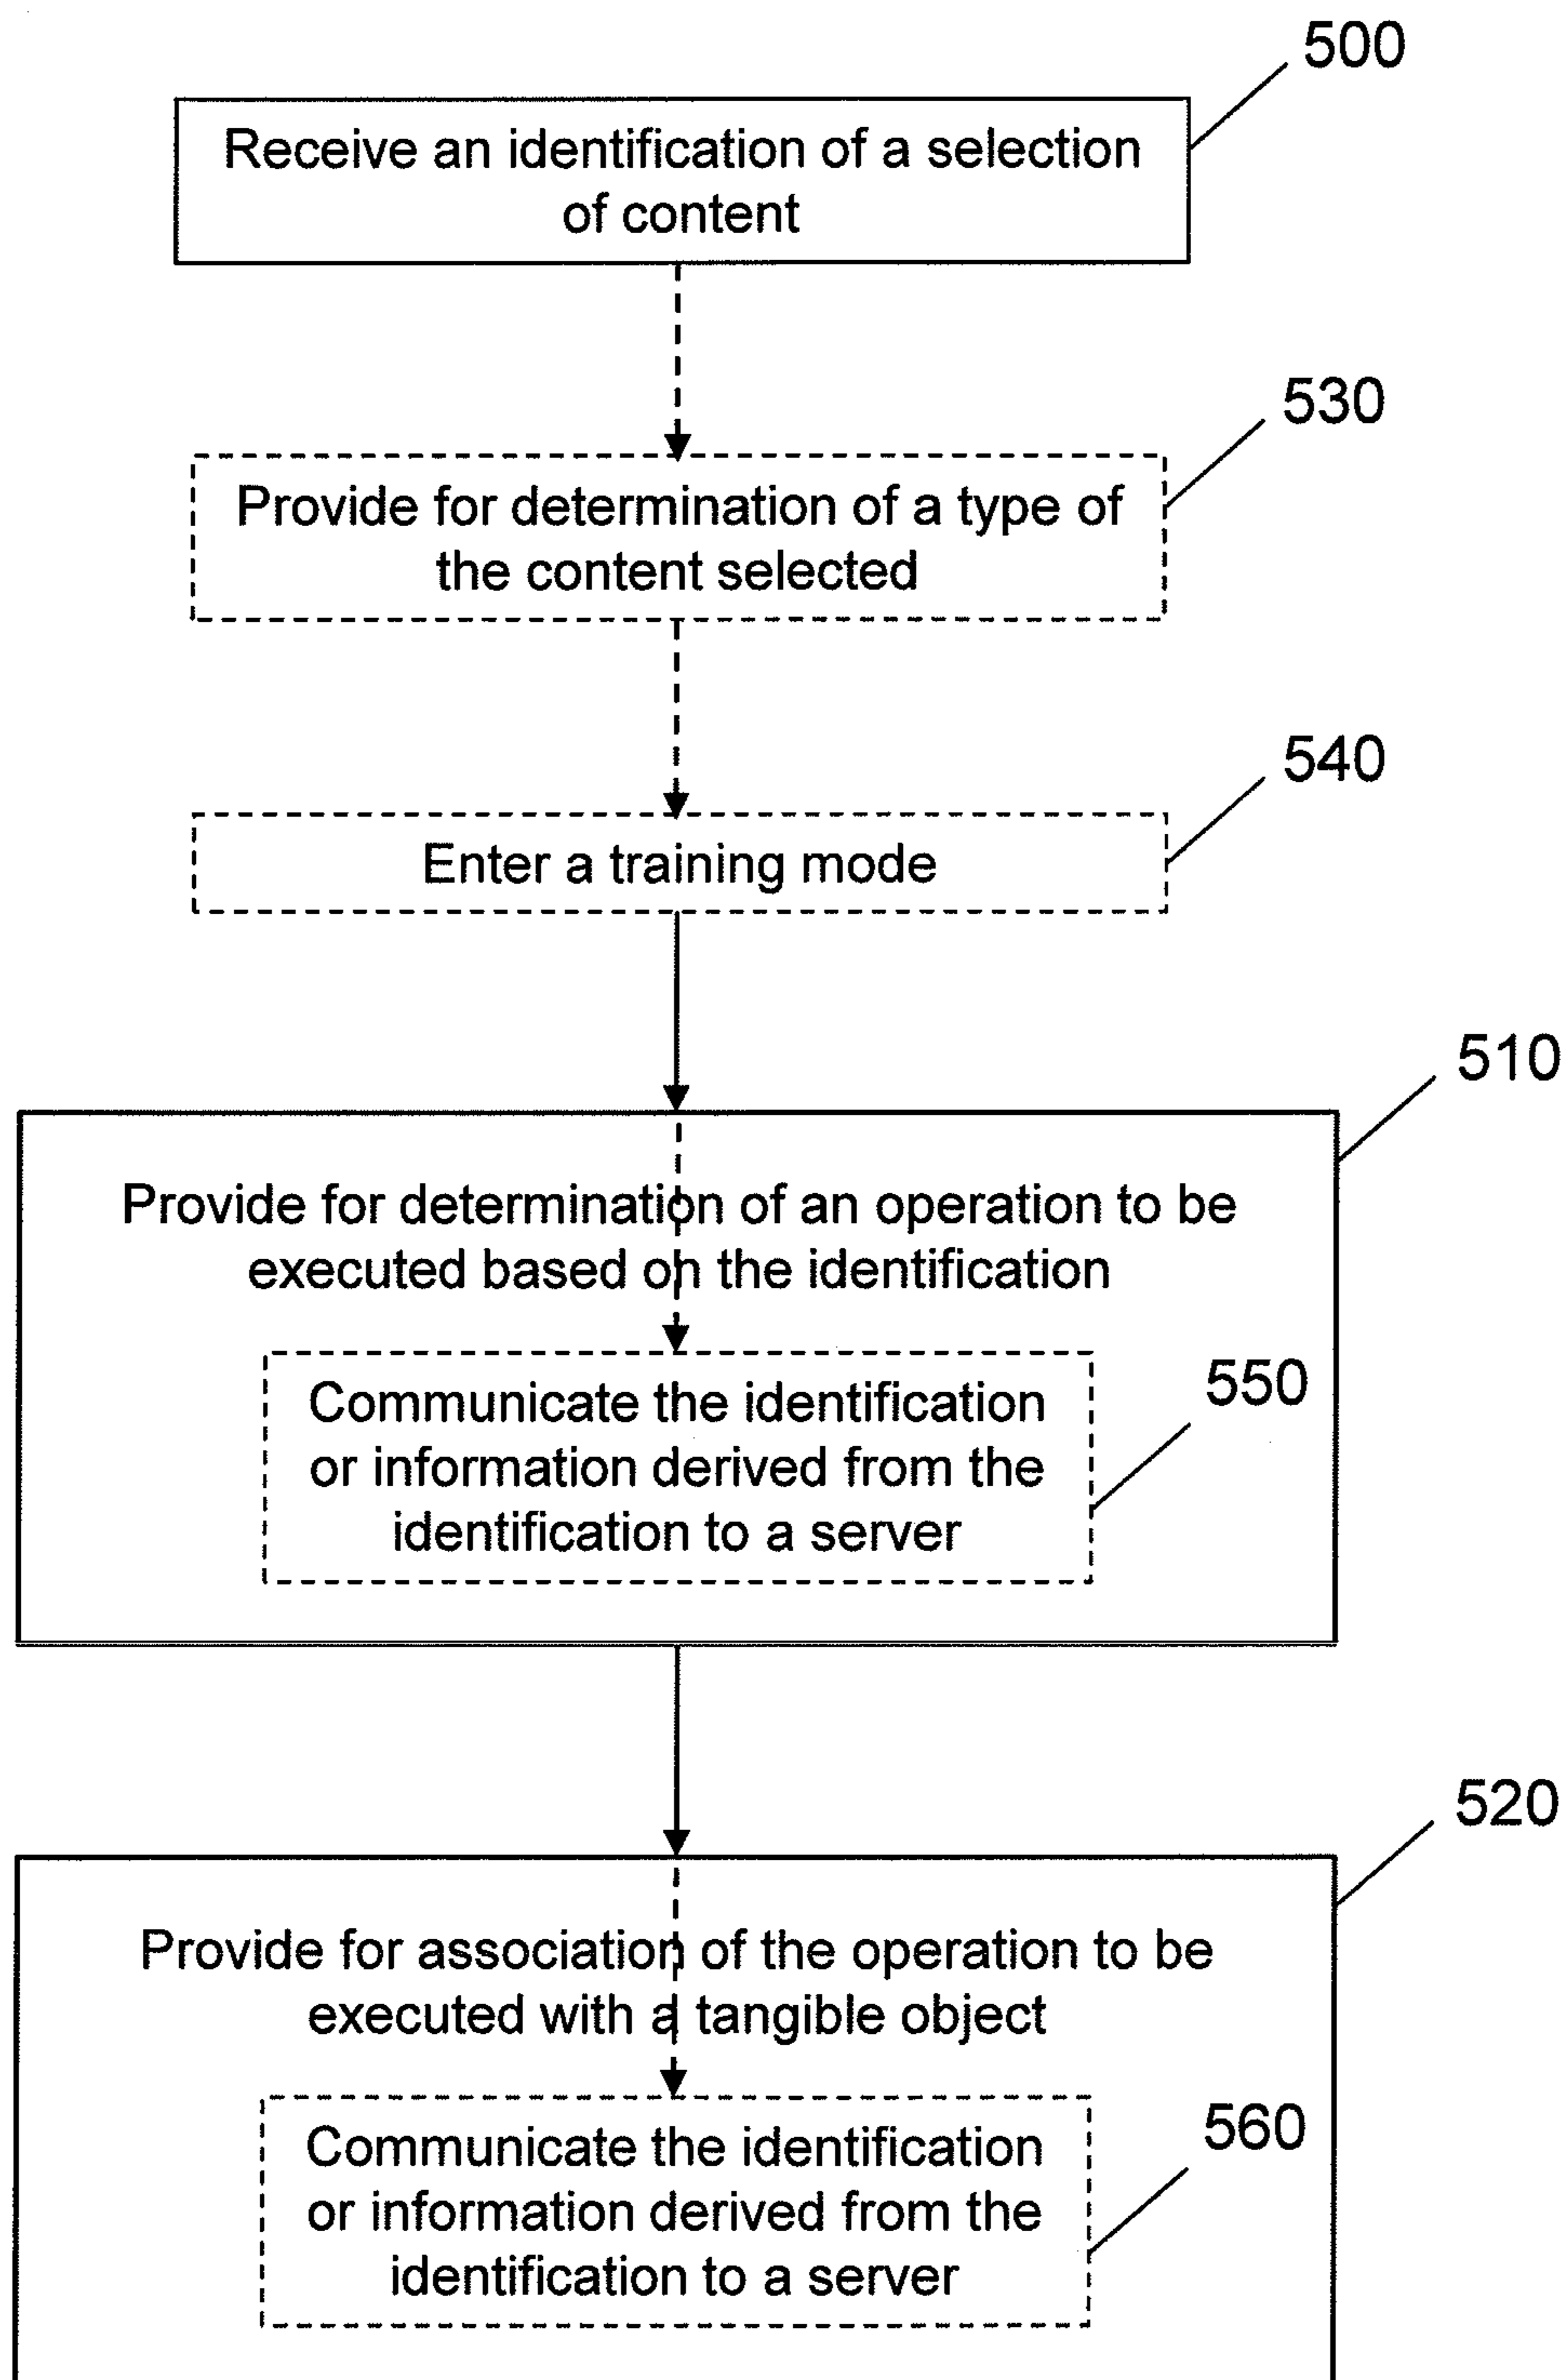 500
Receive an identification of a selection
of content
530
Provide for determination of a type of
the content selected
540
Enter a training mode
510
Provide for determination of an operation to be
executed based on the identification
550
Communicate the identification
or information derived from the
identification to a server
520
Provide for association of the operation to be
executed with a tangible object
560
Communicate the identification
or information derived from the
identification to a server